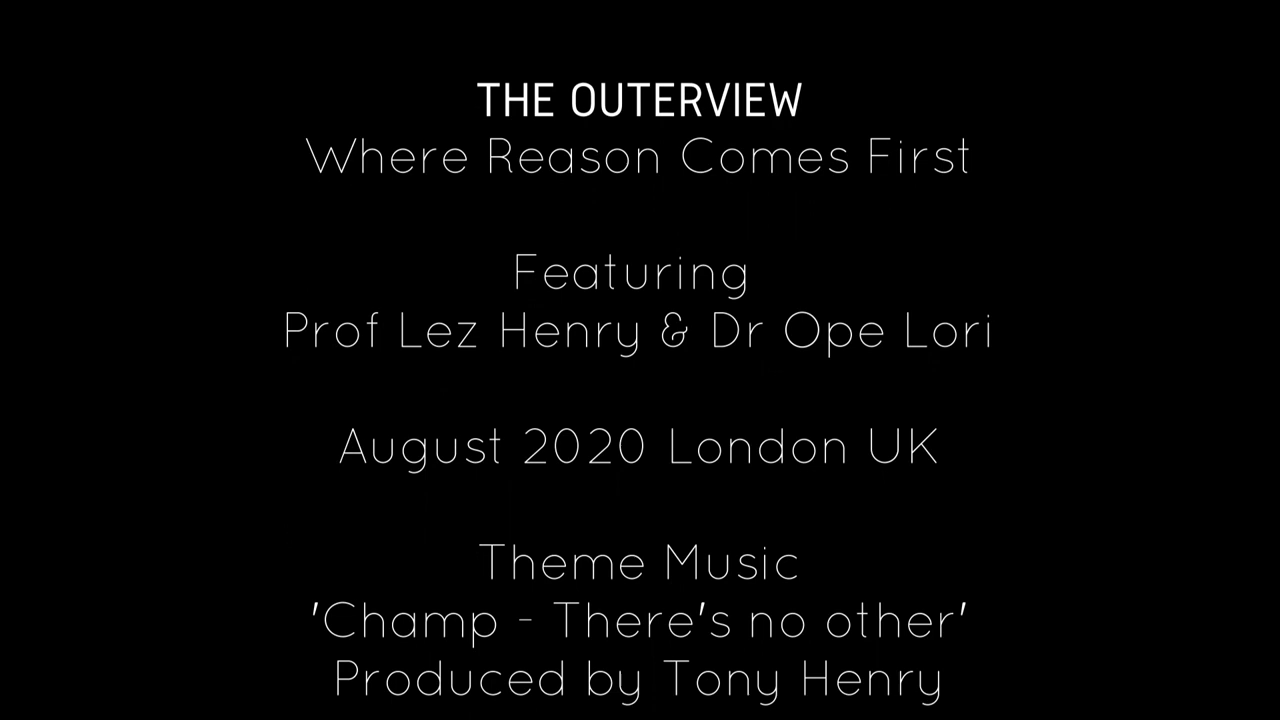 THE OUTERVIEW
Where Reason Comes First
Featuring
Prof Lez Henry & Dr Ope Lori
August 2020 London UK
Theme Music
'Champ - There's no other'
Produced by Tony Henry